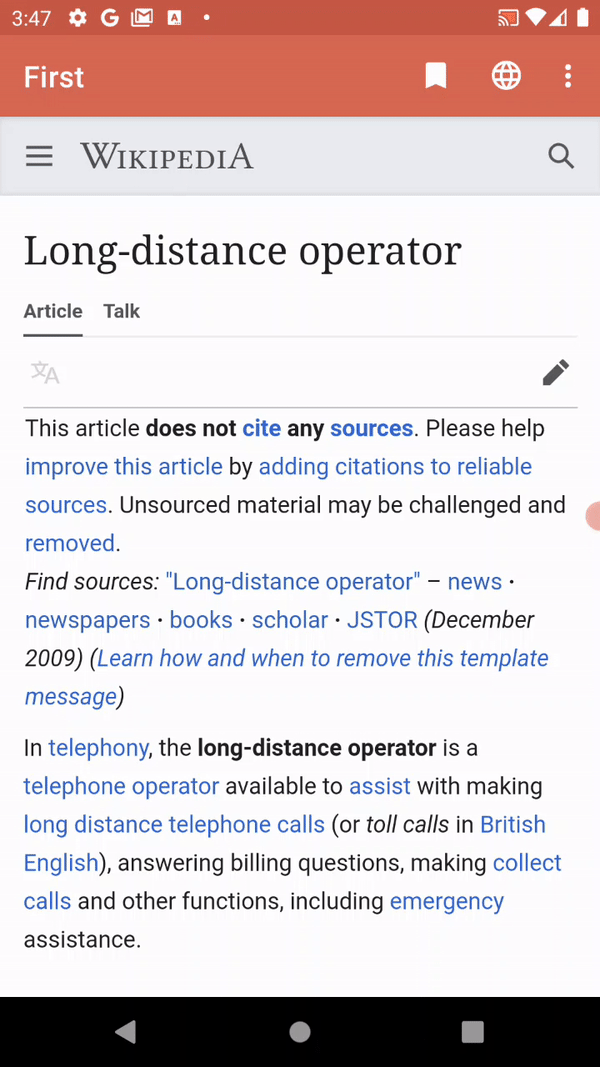 3:47
First
WIKIPEDIA
Long-distance operator
Article Talk
This article does not cite any sources. Please help
improve this article by adding citations to reliable
sources. Unsourced material may be challenged and
removed.
Find sources: "Long-distance operator" – news ·
newspapers · books · scholar · JSTOR (December
2009) (Learn how and when to remove this template
message)
In telephony, the long-distance operator is a
telephone operator available to assist with making
long distance telephone calls (or toll calls in British
English), answering billing questions, making collect
calls and other functions, including emergency
assistance.